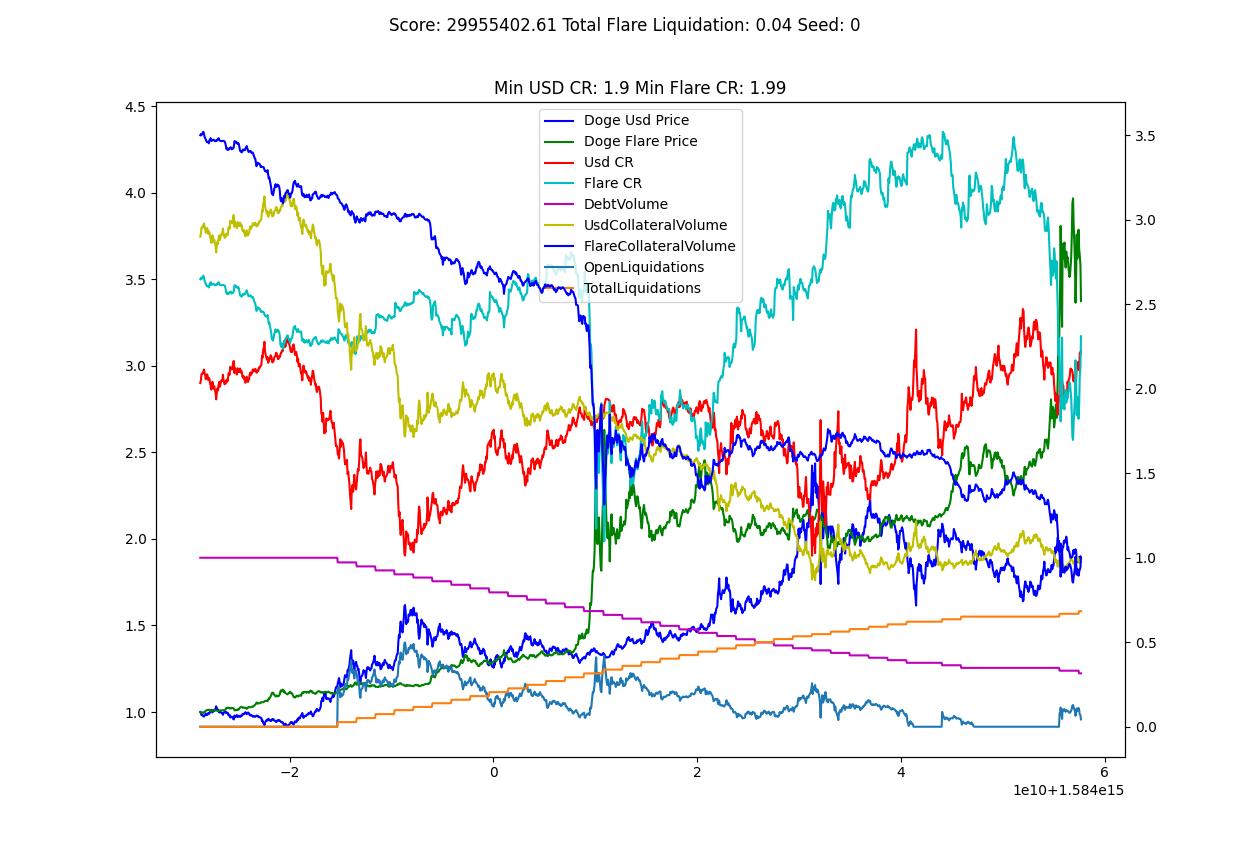 Score: 29955402.61 Total Flare Liquidation: 0.04 Seed: 0
Min USD CR: 1.9 Min Flare CR: 1.99
4.5
4.0
3.5
3.0
2.5
2.0
1.5
1.0
Doge Usd Price
Doge Flare Price
Usd CR
Flare CR
DebtVolume
UsdCollateralVolume
FlareCollateralVolume
OpenLiquidations
TotalLiquidations
3.5
3.0
2.5
2.0
1.5
1.0
0.5
0.0
−2 0 2 4 6
1e10+1.584e15